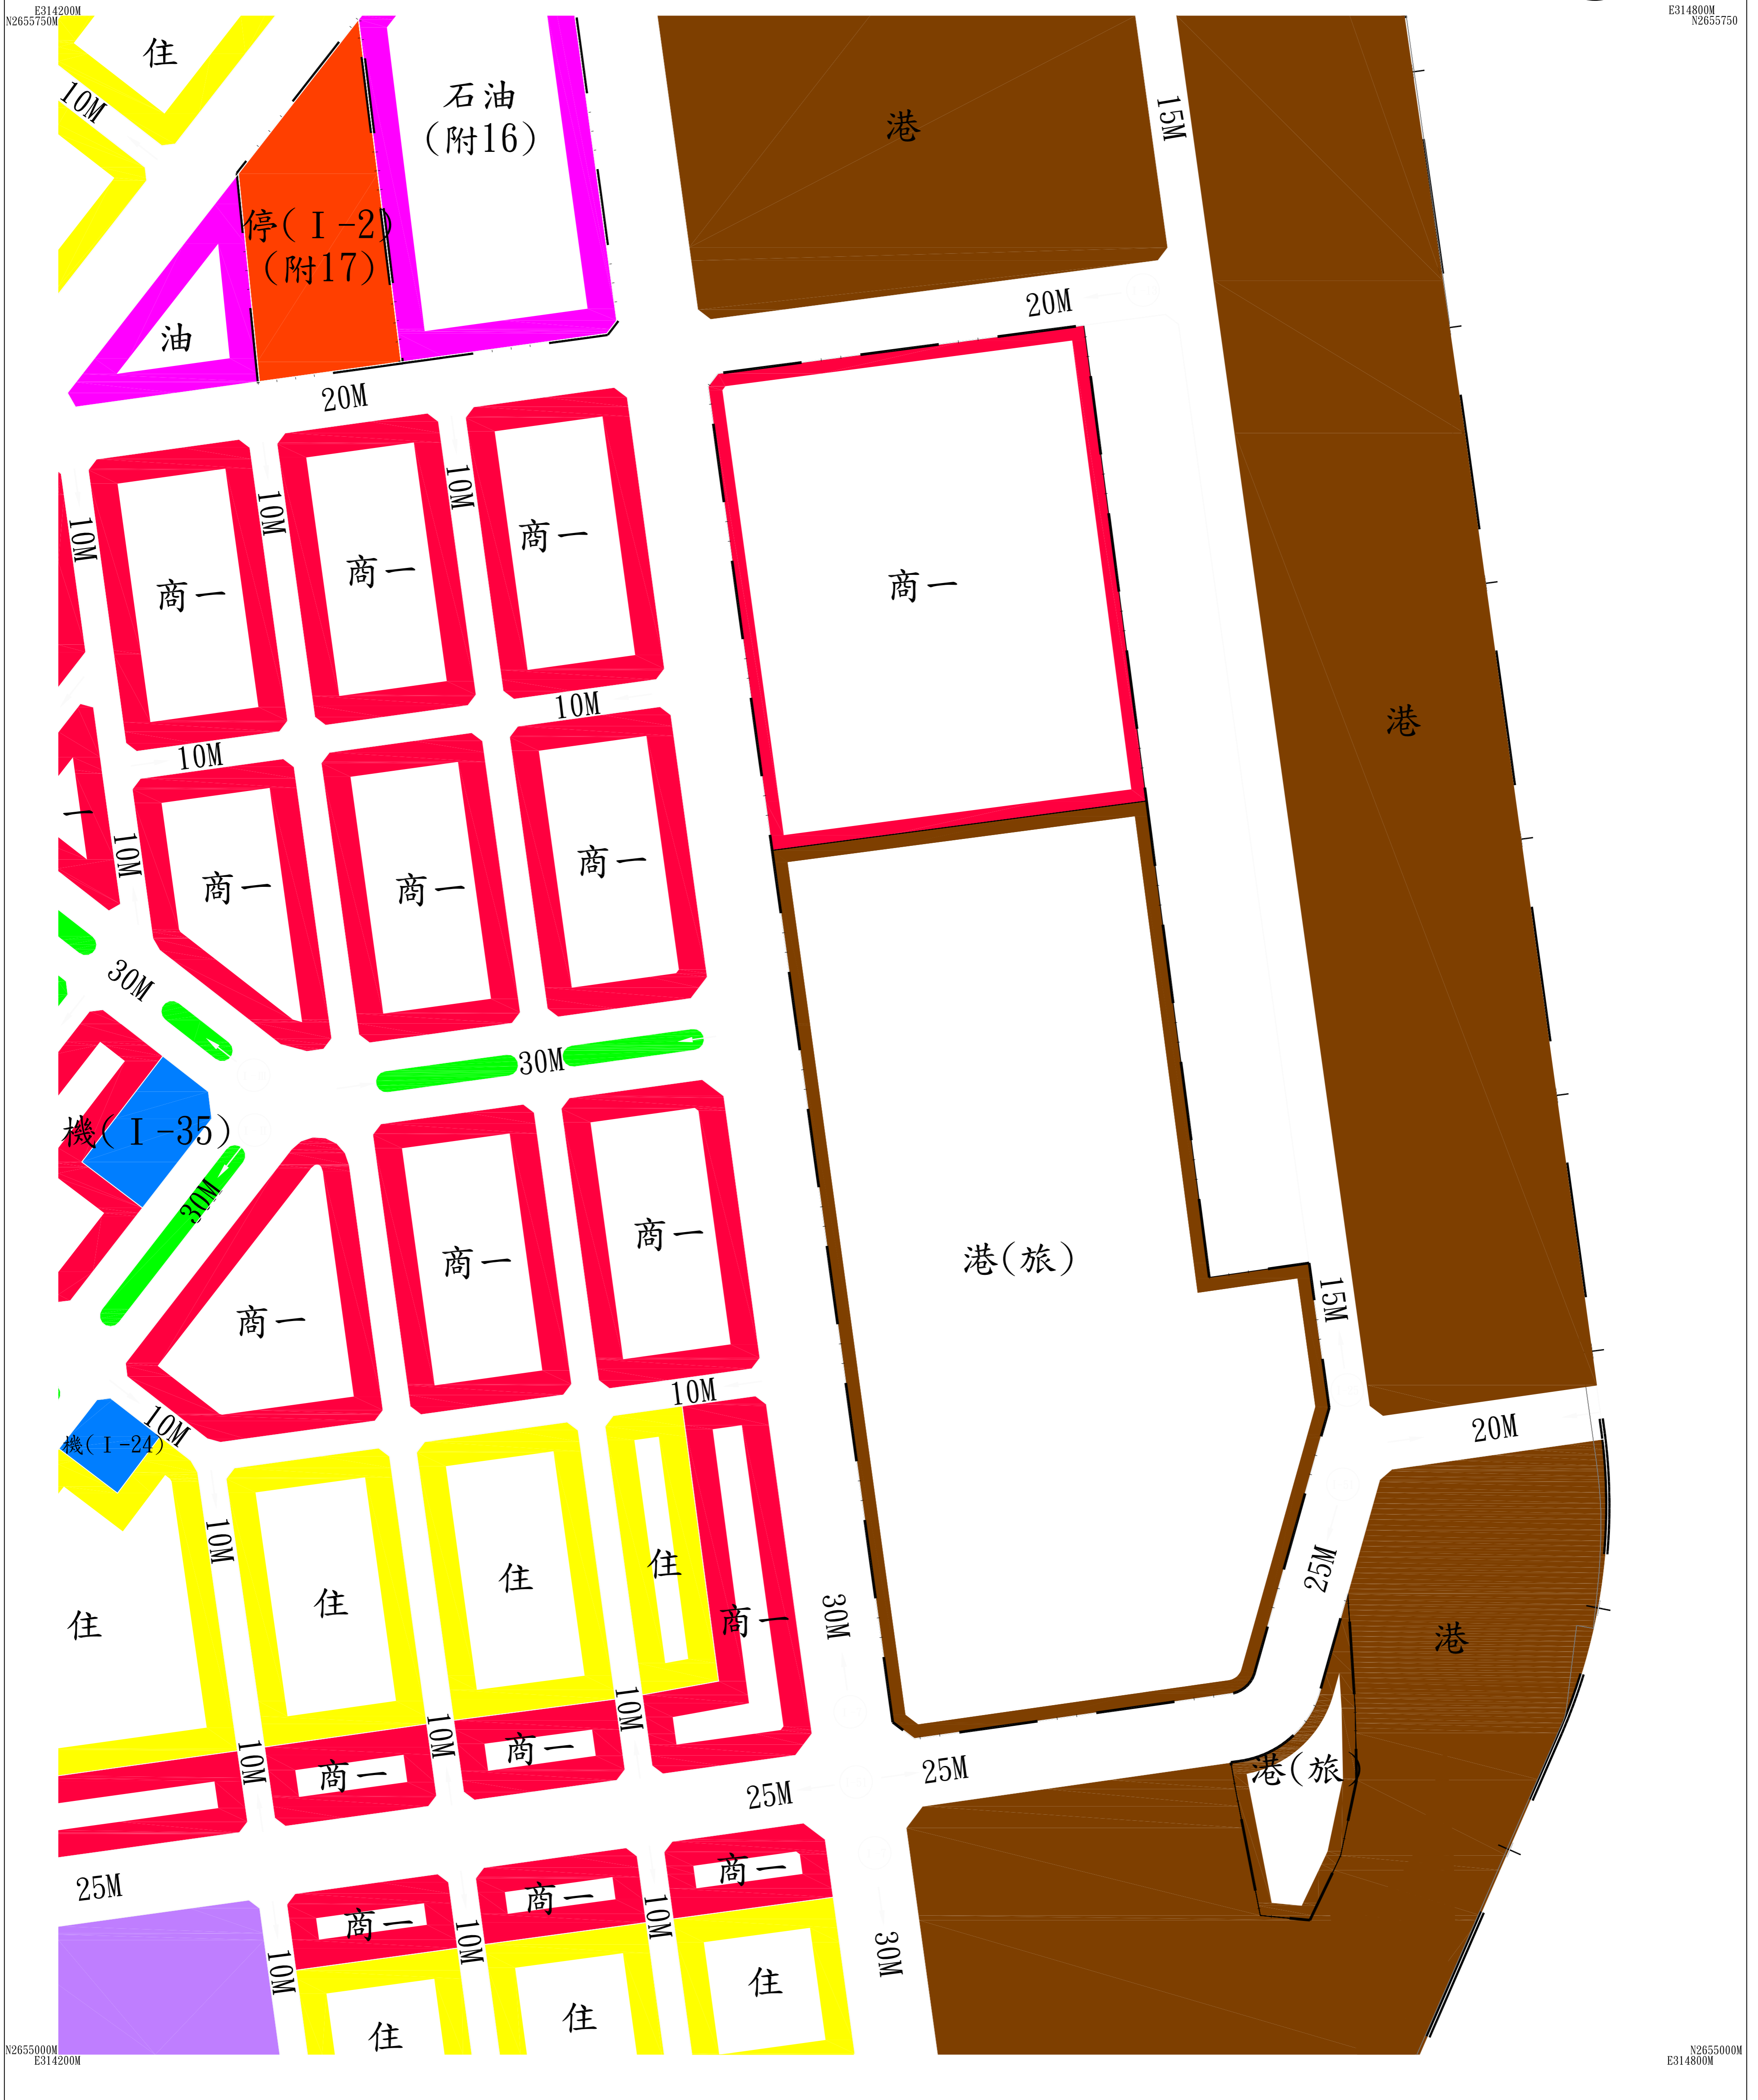 E314200M
N2655750M
E314800M
N2655750
住
10M
石油
(附16)
港
15M
停(Ⅰ-2)
(附17)
油
20M
20M
10M
10M
10M
商一
商一
商一
商一
10M
10M
港
一
10M
商一
商一
商一
30M
30M
機(Ⅰ-35)
30M
商一
商一
商一
港(旅)
15M
10M
10M
機(Ⅰ-24)
20M
10M
住
住
住
住
商一
30M
25M
港
10M
10M
10M
商一
商一
25M
25M
港(旅)
25M
商一
商一
商一
10M
10M
10M
30M
住
住
住
N2655000M
E314200M
N2655000M
E314800M